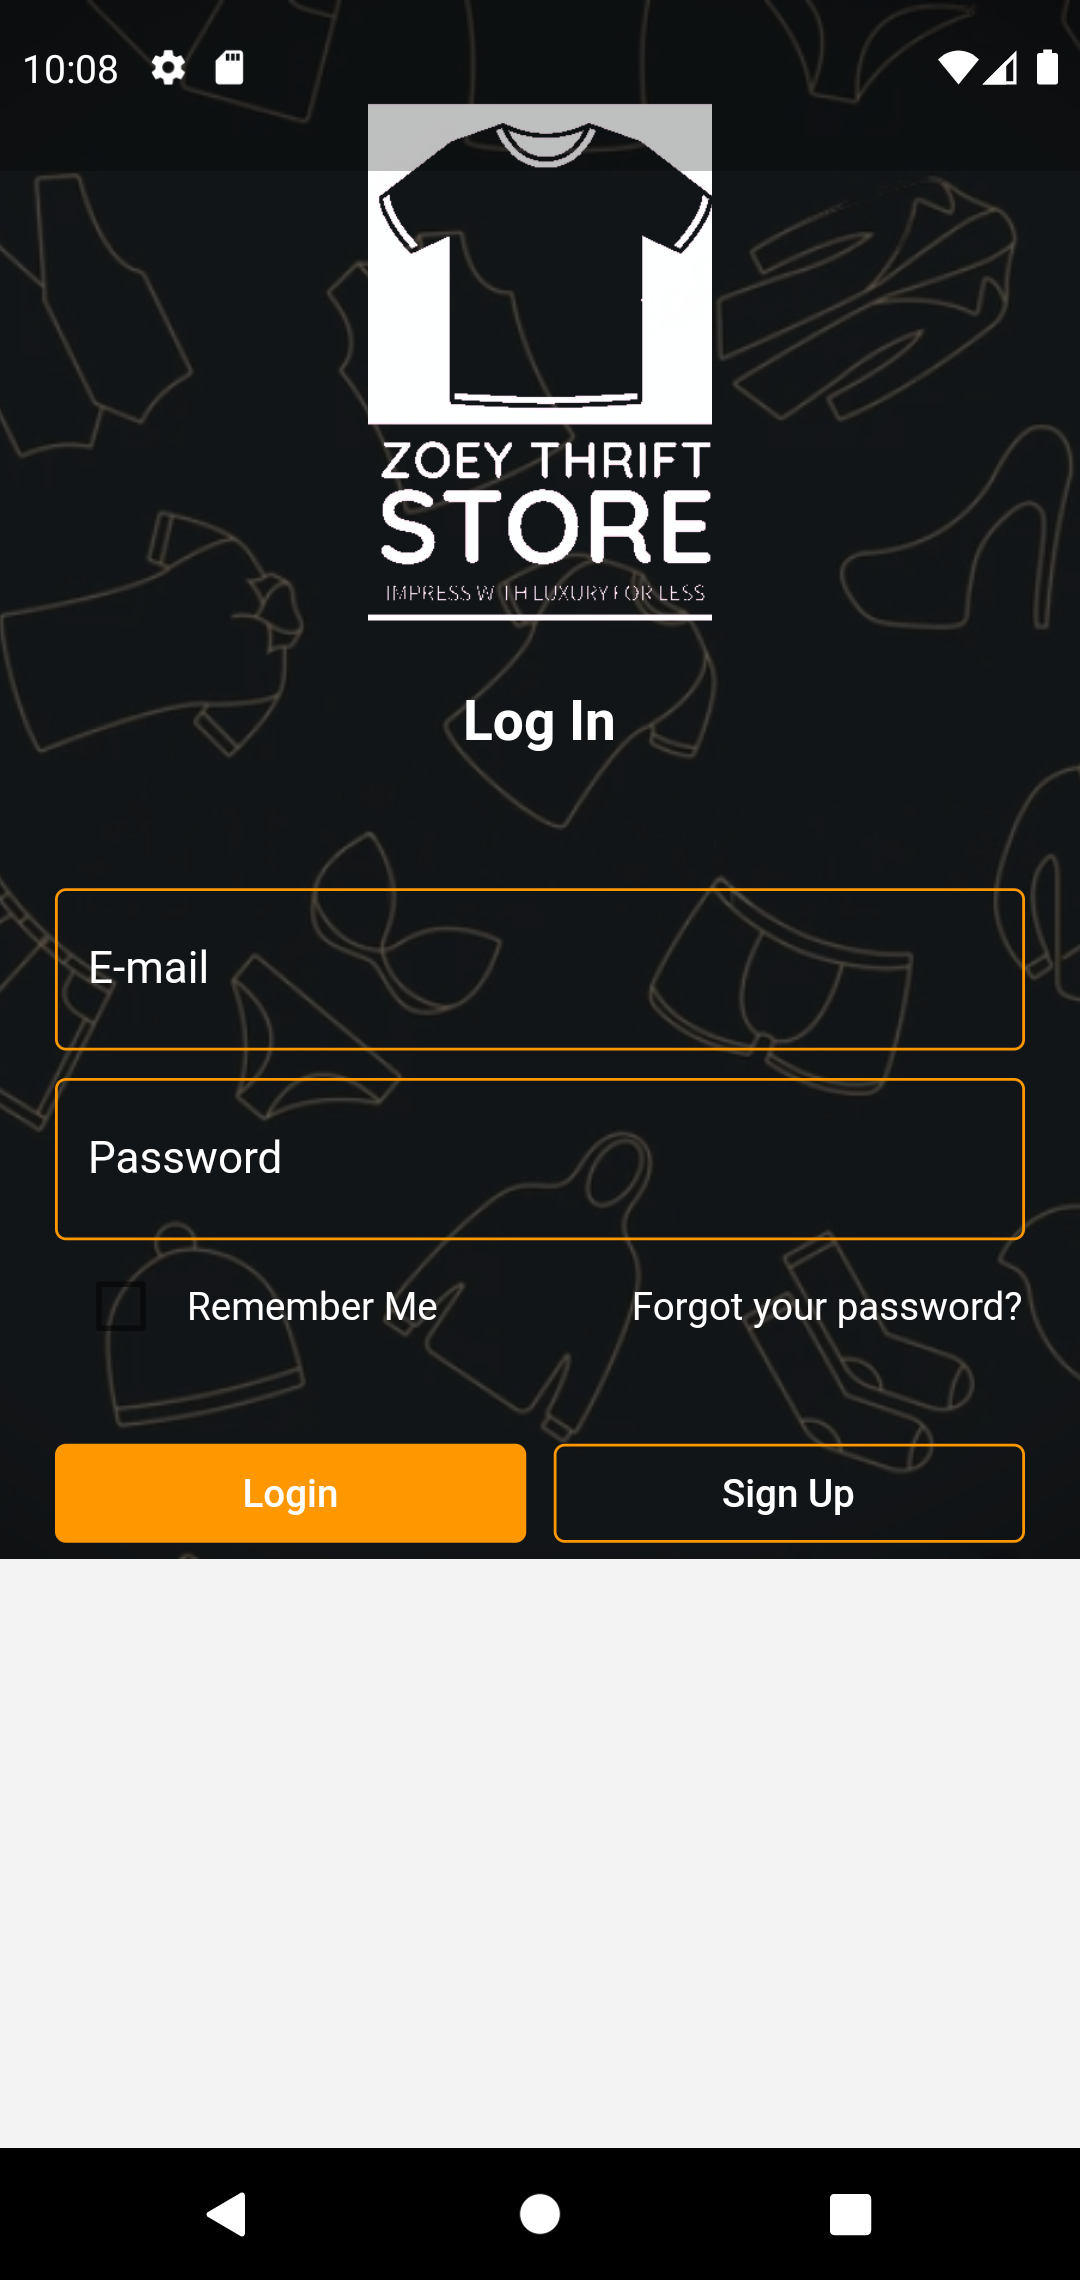 10:08
ZOEY THRIFT
STORE
IMPRESS WITH LUXURY FOR LESS
Log In
E-mail
Password
Remember Me
Forgot your password?
Login
Sign Up